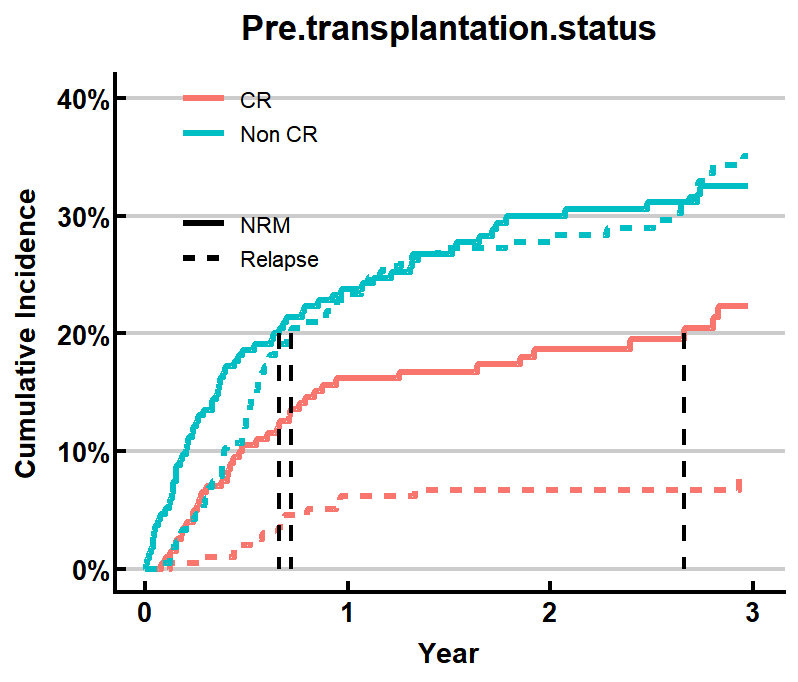 Pre.transplantation.status
Cumulative Incidence
40%
30%
20%
10%
0%
CR
Non CR
NRM
Relapse
0 1 2 3
Year